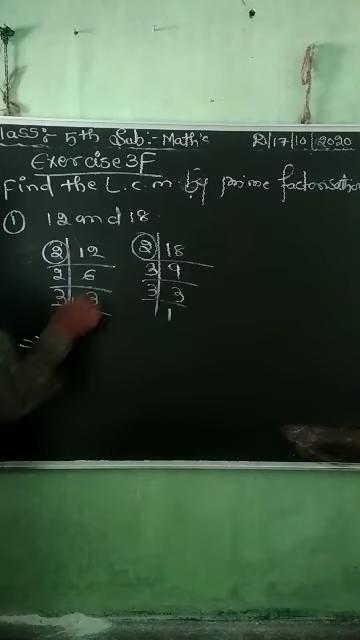 lass:- 5th Sub:- Math's D/17/10/2020
Exercise 3F
Find the L.c.m by prime factorisation
① 12 and 18.
2 12 2 18
2 6 3 9
3 3 3 3
1
=